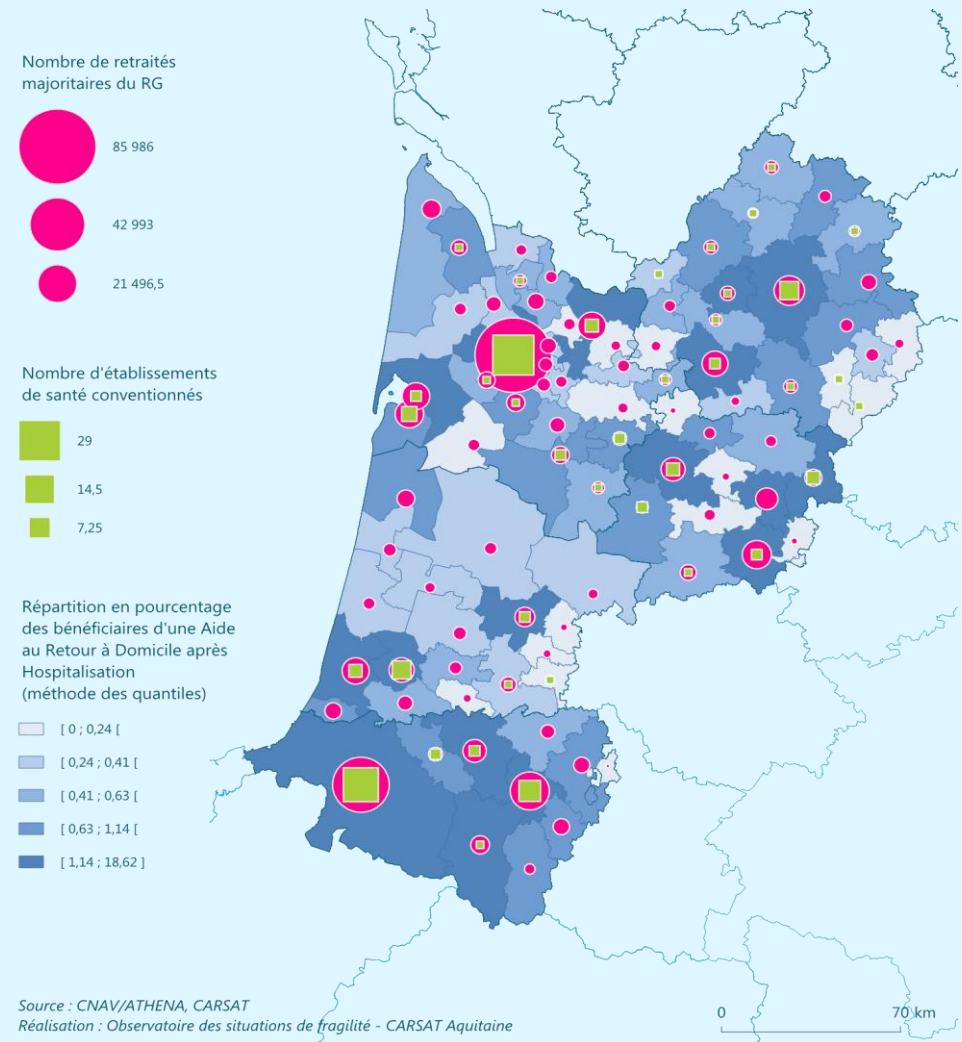 Nombre de retraités
majoritaires du RG
85 986
42 993
21 496,5
Nombre d'établissements
de santé conventionnés
29
14,5
7,25
Répartition en pourcentage
des bénéficiaires d'une Aide
au Retour à Domicile après
Hospitalisation
(méthode des quantiles)
[ 0 ; 0,24 [
[ 0,24 ; 0,41 [
[ 0,41 ; 0,63 [
[ 0,63 ; 1,14 [
[ 1,14 ; 18,62 ]
Source : CNAV/ATHENA, CARSAT
Réalisation : Observatoire des situations de fragilité - CARSAT Aquitaine
0 70 km